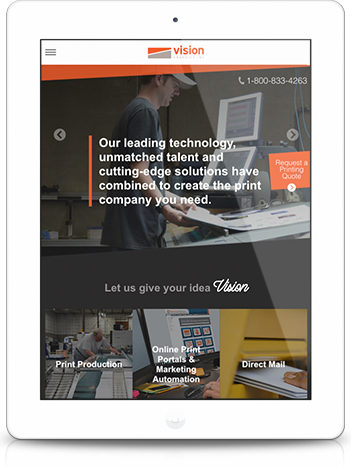 vision
1-800-833-4263
Our leading technology,
unmatched talent and
cutting-edge solutions have
combined to create the print
company you need.
Request a
Printing
Quote
Let us give your idea Vision
Print Production
Online Print
Portals &
Marketing
Automation
Direct Mail